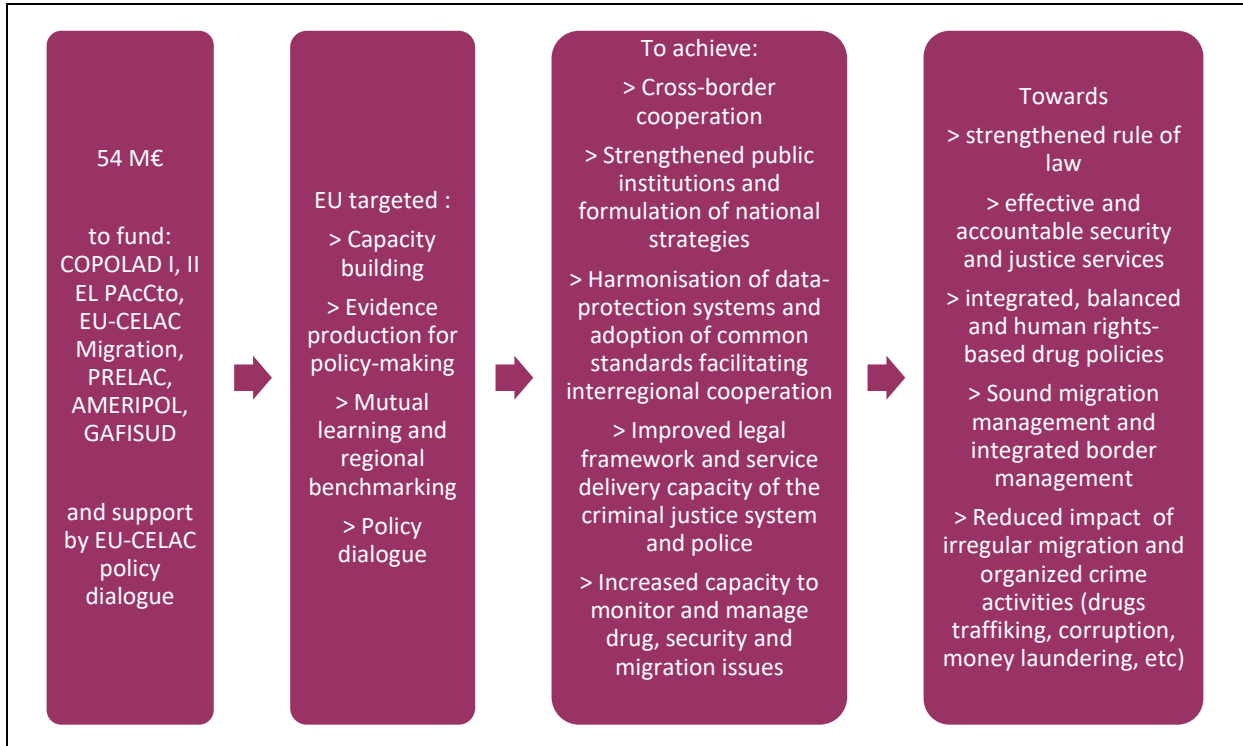 54 M€
to fund:
COPOLAD I, II
EL PAcCto,
EU-CELAC
Migration,
PRELAC,
AMERIPOL,
GAFISUD
and support
by EU-CELAC
policy
dialogue
EU targeted :
> Capacity
building
> Evidence
production for
policy-making
> Mutual
learning and
regional
benchmarking
> Policy
dialogue
To achieve:
> Cross-border
cooperation
> Strengthened public
institutions and
formulation of national
strategies
> Harmonisation of data-
protection systems and
adoption of common
standards facilitating
interregional cooperation
> Improved legal
framework and service
delivery capacity of the
criminal justice system
and police
> Increased capacity to
monitor and manage
drug, security and
migration issues
Towards
> strengthened rule of
law
> effective and
accountable security
and justice services
> integrated, balanced
and human rights-
based drug policies
> Sound migration
management and
integrated border
management
> Reduced impact of
irregular migration and
organized crime
activities (drugs
traffiking, corruption,
money laundering, etc)